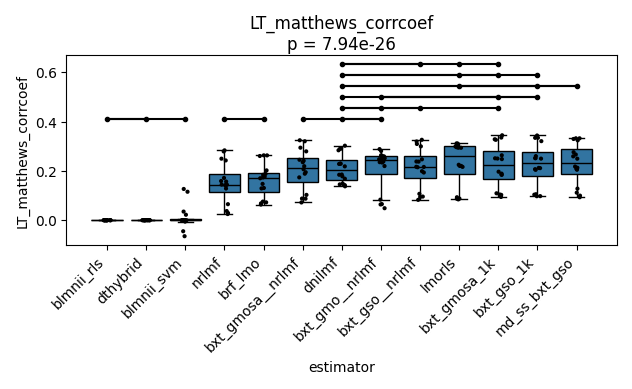 LT_matthews_corrcoef
p = 7.94e-26
LT_matthews_corrcoef
0.6
0.4
0.2
0.0
blmnii_rls
dthybrid
blmnii_svm
nrlmf
brf_lmo
bxt_gmosa__nrlmf
dnilmf
bxt_gmo__nrlmf
bxt_gso__nrlmf
lmorls
bxt_gmosa_1k
bxt_gso_1k
md_ss_bxt_gso
estimator